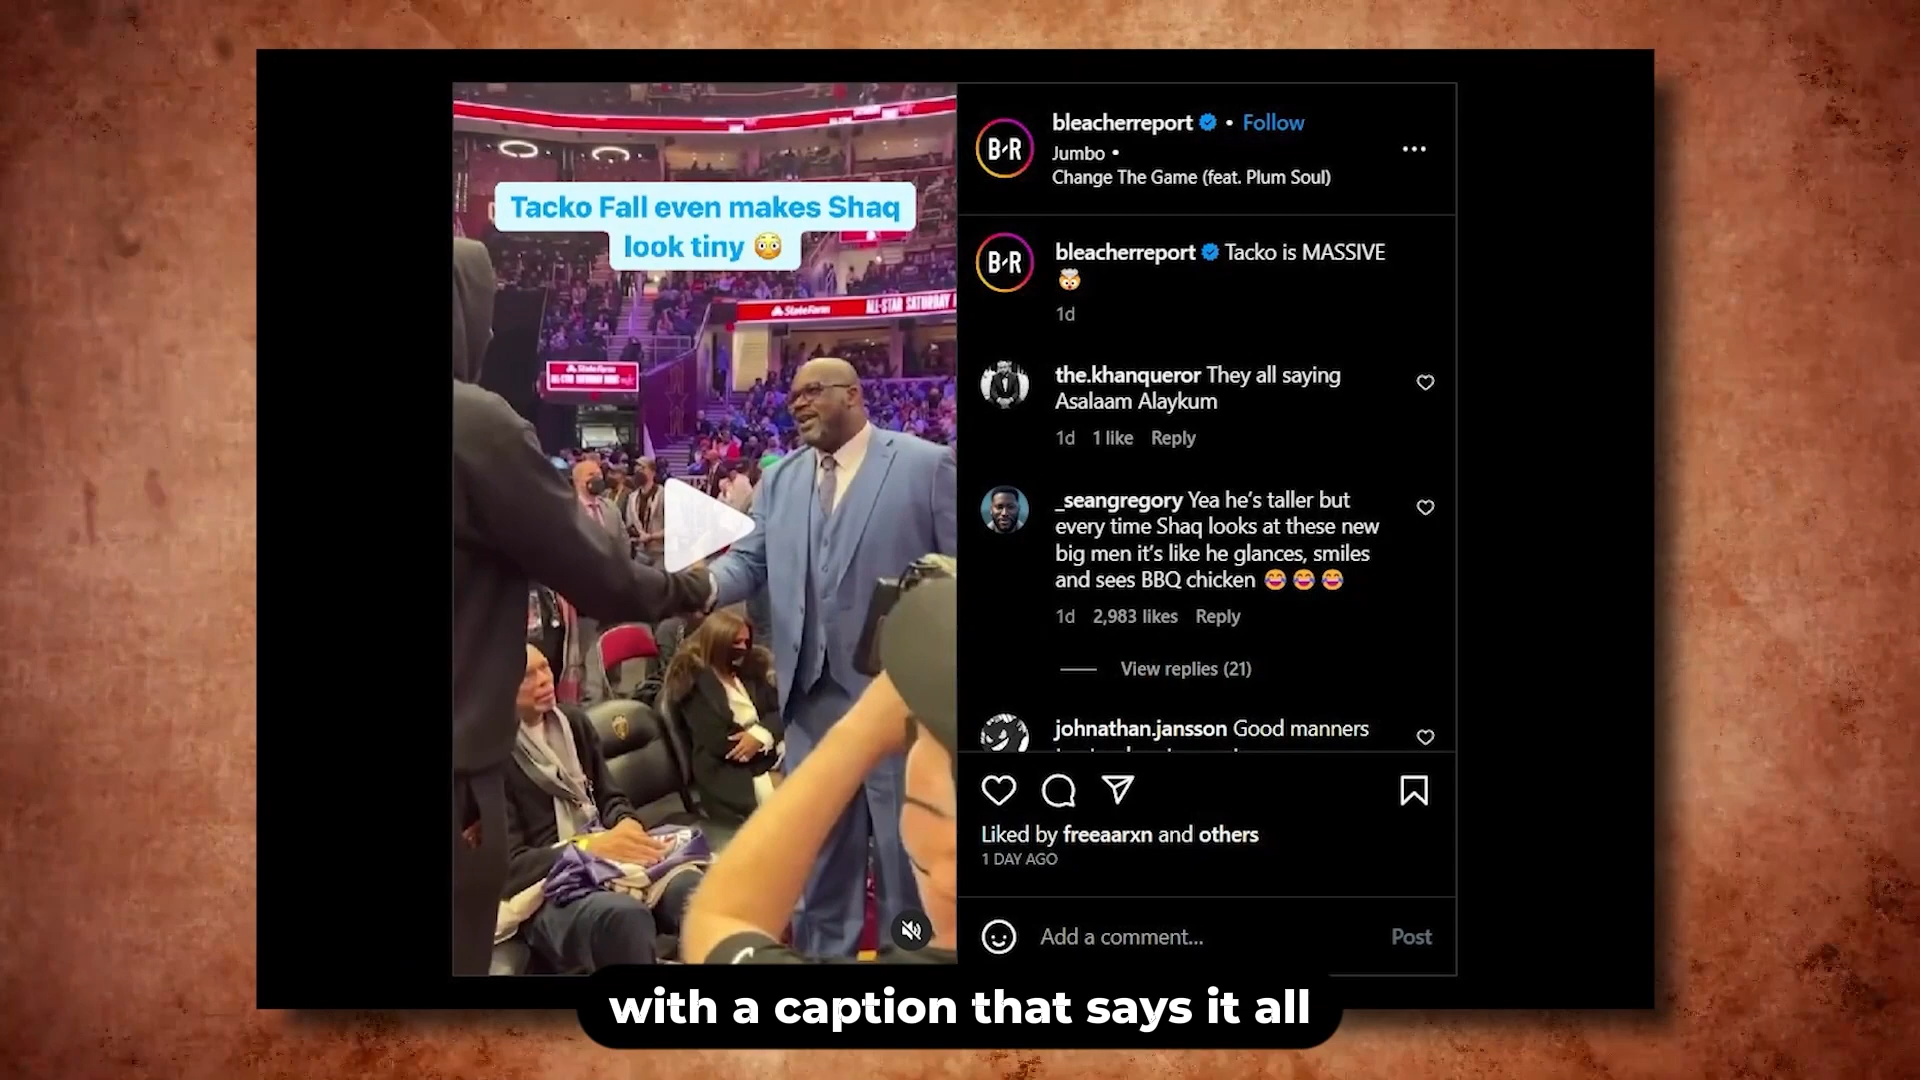 Tacko Fall even makes Shaq
look tiny 😳
StateFarm
ALL-STAR SATURDAY
StateFarm
B/R
bleacherreport • Follow
Jumbo •
Change The Game (feat. Plum Soul)
B/R
bleacherreport Tacko is MASSIVE
🤯
1d
the.khanqueror They all saying
Asalaam Alaykum
1d 1 like Reply
_seangregory Yea he's taller but
every time Shaq looks at these new
big men it's like he glances, smiles
and sees BBQ chicken 😂 😂 😂
1d 2,983 likes Reply
View replies (21)
johnathan.jansson Good manners
Liked by freeaarxn and others
1 DAY AGO
Add a comment...
Post
with a caption that says it all